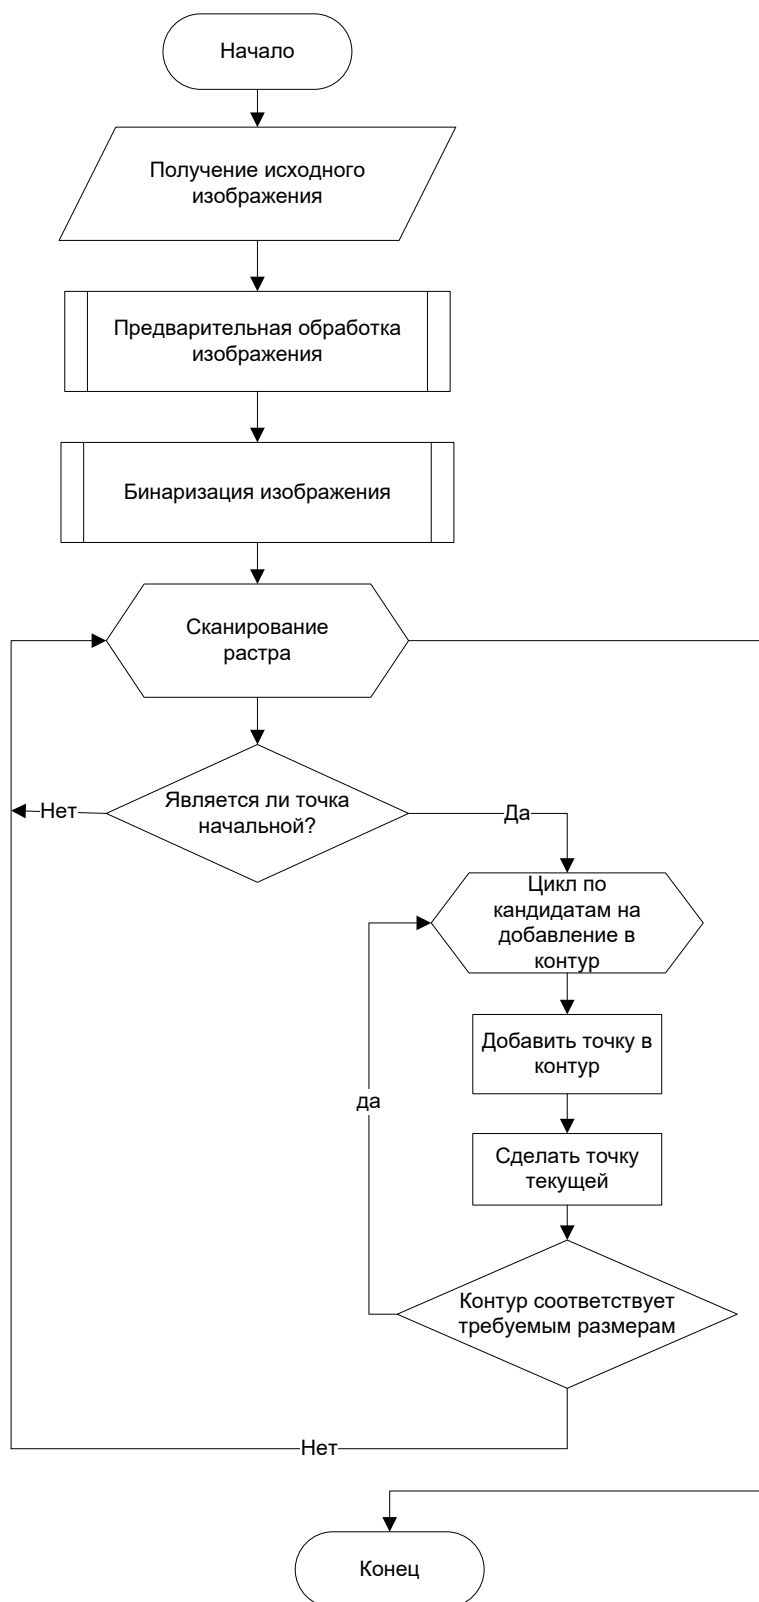 Начало
Получение исходного
изображения
Предварительная обработка
изображения
Бинаризация изображения
Сканирование
растра
Является ли точка
начальной?
Нет
Да
Цикл по
кандидатам на
добавление в
контур
Добавить точку в
контур
да
Сделать точку
текущей
Контур соответствует
требуемым размерам
Нет
Конец